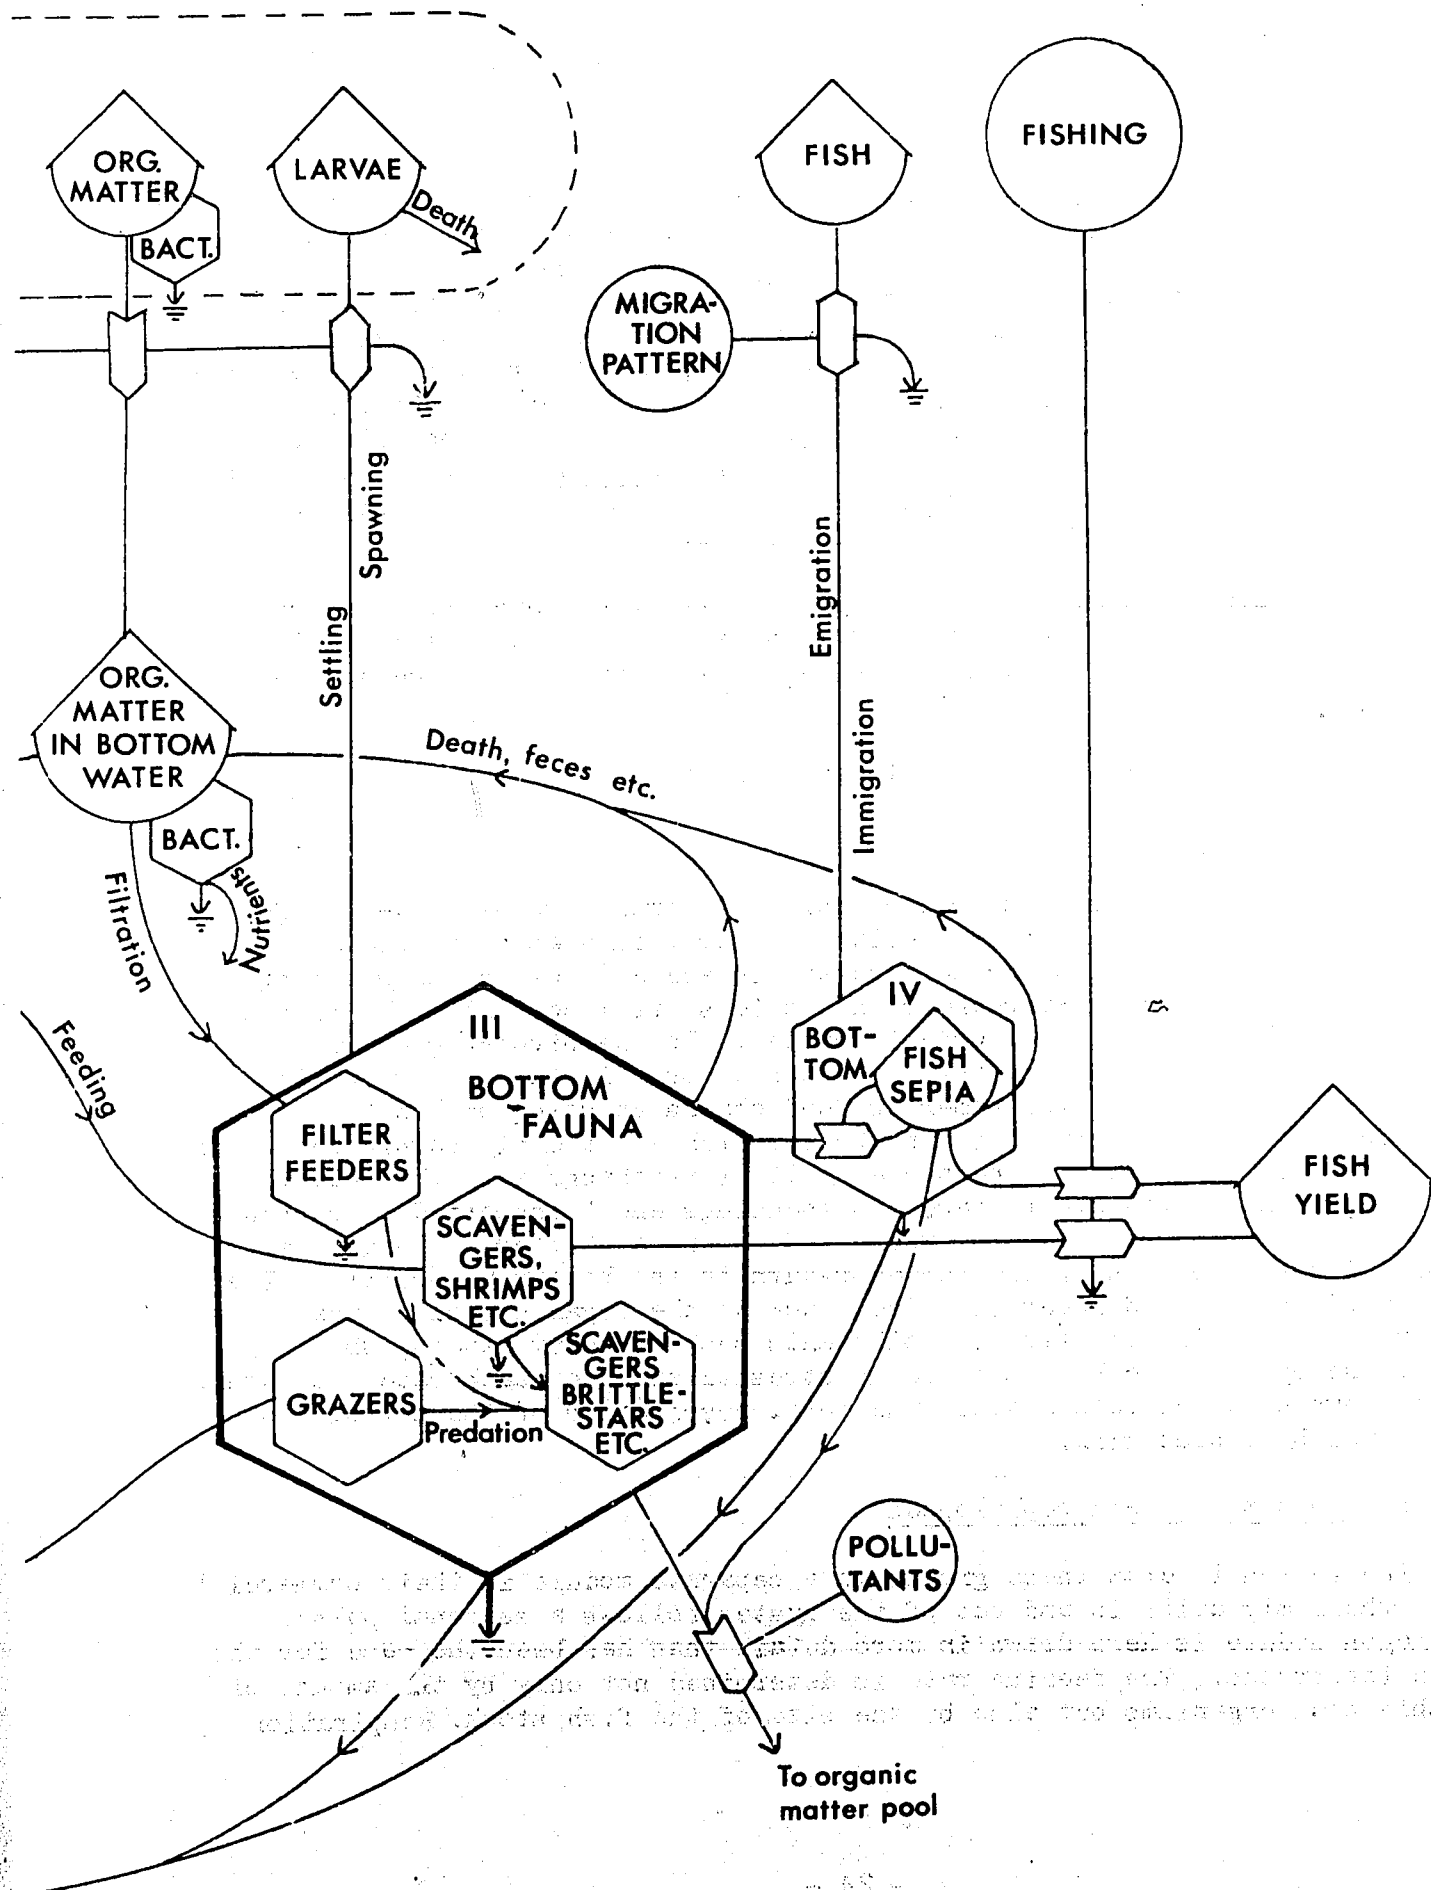 ORG.
MATTER
BACT.
LARVAE
Death
FISH
FISHING
MIGRA-
TION
PATTERN
Spawning
Settling
Emigration
Immigration
ORG.
MATTER
IN BOTTOM
WATER
BACT.
Nutrients
Filtration
Death, feces etc.
Feeding
III
BOTTOM
FAUNA
FILTER
FEEDERS
SCAVEN-
GERS,
SHRIMPS
ETC.
GRAZERS
Predation
SCAVEN-
GERS
BRITTLE-
STARS
ETC.
IV
BOT-
TOM
FISH
SEPIA
FISH
YIELD
POLLU-
TANTS
To organic
matter pool